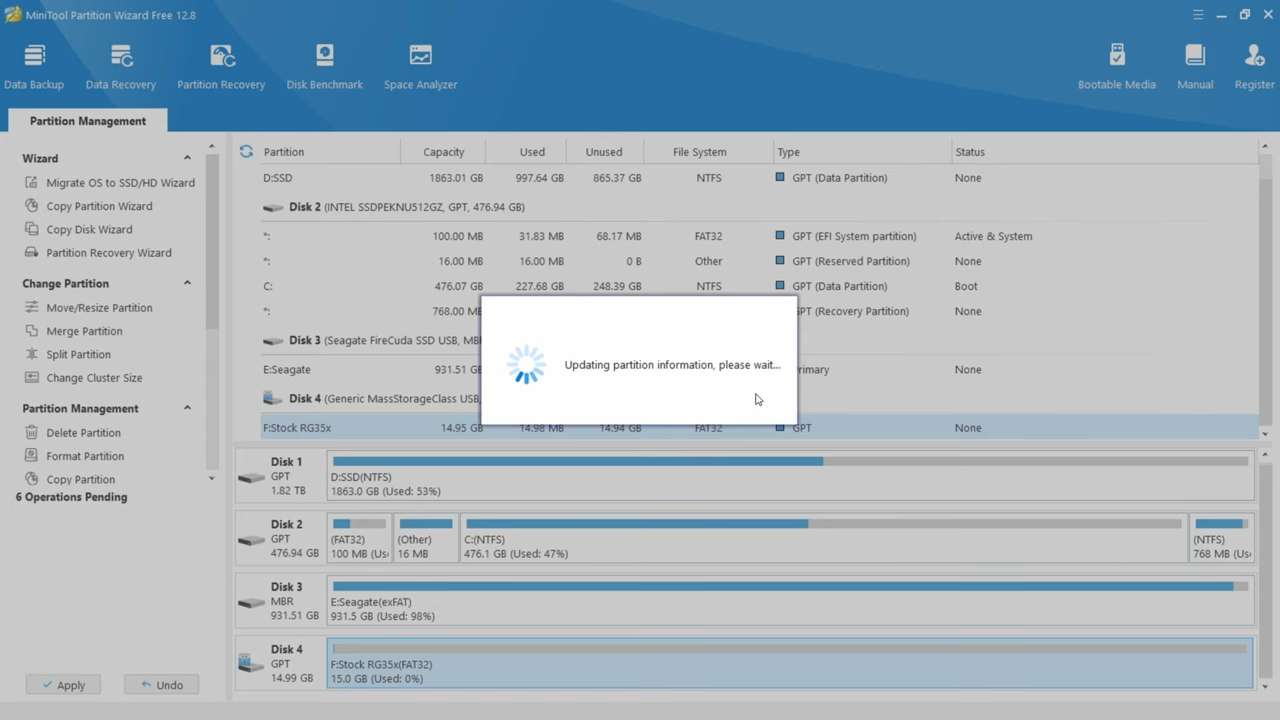 MiniTool Partition Wizard Free 12.8
Data Backup Data Recovery Partition Recovery Disk Benchmark Space Analyzer Bootable Media Manual Register
Partition Management
Wizard
Migrate OS to SSD/HD Wizard
Copy Partition Wizard
Copy Disk Wizard
Partition Recovery Wizard
Change Partition
Move/Resize Partition
Merge Partition
Split Partition
Change Cluster Size
Partition Management
Delete Partition
Format Partition
Copy Partition
6 Operations Pending
Apply Undo
Partition Capacity Used Unused File System Type Status
D:SSD 1863.01 GB 997.64 GB 865.37 GB NTFS GPT (Data Partition) None
Disk 2 (INTEL SSDPEKNU512GZ, GPT, 476.94 GB)
*: 100.00 MB 31.83 MB 68.17 MB FAT32 GPT (EFI System partition) Active & System
*: 16.00 MB 16.00 MB 0 B Other GPT (Reserved Partition) None
C: 476.07 GB 227.68 GB 248.39 GB NTFS GPT (Data Partition) Boot
*: 768.00 MB GPT (Recovery Partition) None
Disk 3 (Seagate FireCuda SSD USB, MBR
E:Seagate 931.51 GB rimary None
Disk 4 (Generic MassStorageClass USB,
F:Stock RG35x 14.95 GB 14.98 MB 14.94 GB FAT32 GPT None
Updating partition information, please wait...
Disk 1
GPT
1.82 TB
D:SSD(NTFS)
1863.0 GB (Used: 53%)
Disk 2
GPT
476.94 GB
(FAT32)
100 MB (Us
(Other)
16 MB
C:(NTFS)
476.1 GB (Used: 47%)
(NTFS)
768 MB (Us
Disk 3
MBR
931.51 GB
E:Seagate(exFAT)
931.5 GB (Used: 98%)
Disk 4
GPT
14.99 GB
F:Stock RG35x(FAT32)
15.0 GB (Used: 0%)